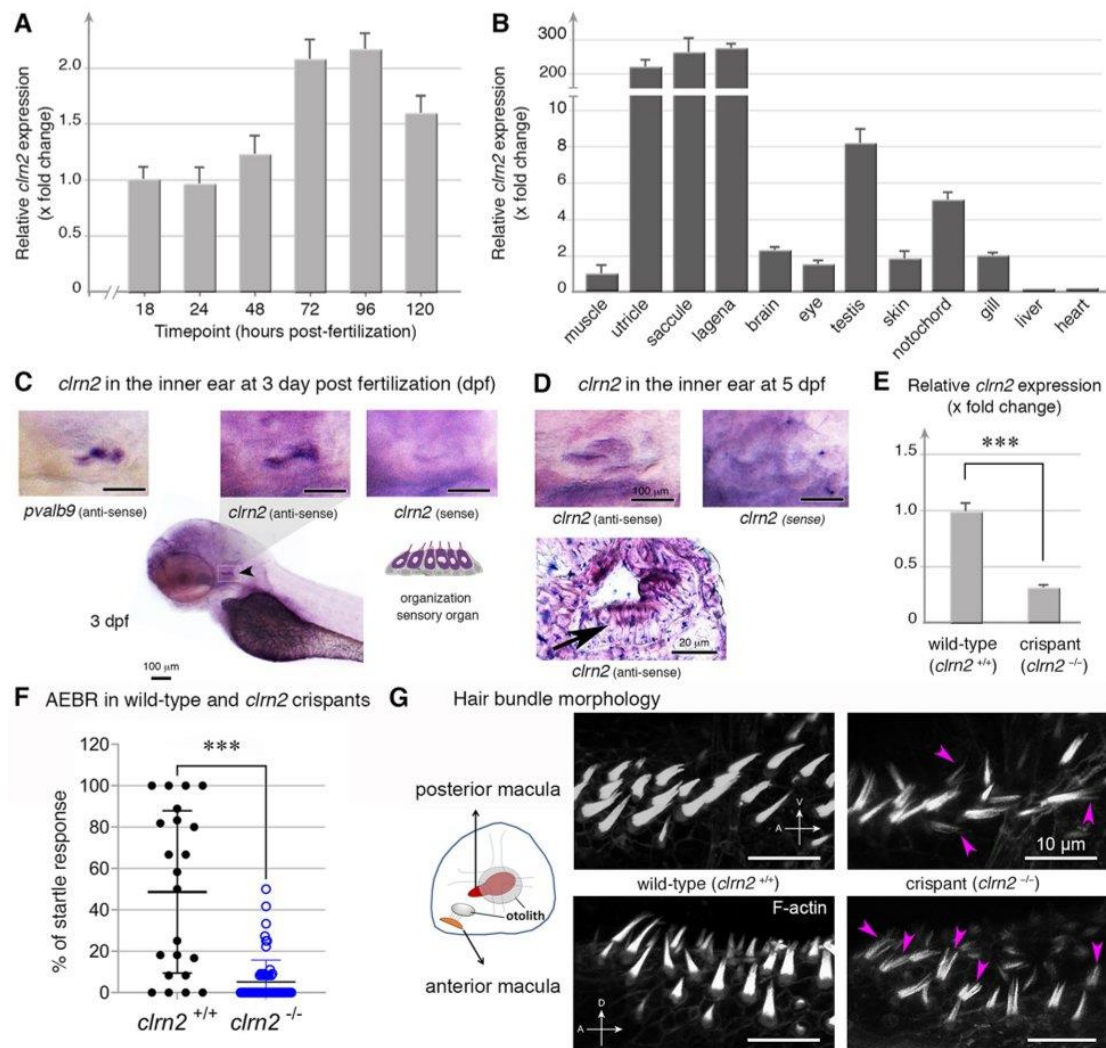 A
Relative clrn2 expression
(x fold change)
2.0
1.5
1.0
0.5
0
18 24 48 72 96 120
Timepoint (hours post-fertilization)
B
Relative clrn2 expression
(x fold change)
300
200
10
8
6
4
2
0
muscle utricle saccule lagena brain eye testis skin notochord gill liver heart
C clrn2 in the inner ear at 3 day post fertilization (dpf)
pvalb9 (anti-sense)
clrn2 (anti-sense)
clrn2 (sense)
organization
sensory organ
3 dpf
100 µm
D clrn2 in the inner ear at 5 dpf
100 µm
clrn2 (anti-sense)
clrn2 (sense)
20 µm
clrn2 (anti-sense)
E Relative clrn2 expression
(x fold change)
***
1.5
1.0
0.5
0
wild-type crispant
(clrn2 +/+) (clrn2 -/-)
F AEBR in wild-type and clrn2 crispants
% of startle response
***
120
100
80
60
40
20
0
clrn2 +/+ clrn2 -/-
G Hair bundle morphology
posterior macula
otolith
anterior macula
V
A
10 µm
wild-type (clrn2 +/+) crispant (clrn2 -/-)
F-actin
D
A